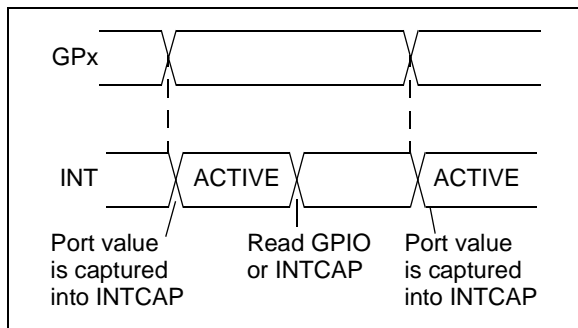 GPx
INT
ACTIVE
ACTIVE
Port value
is captured
into INTCAP
Read GPIO
or INTCAP
Port value
is captured
into INTCAP